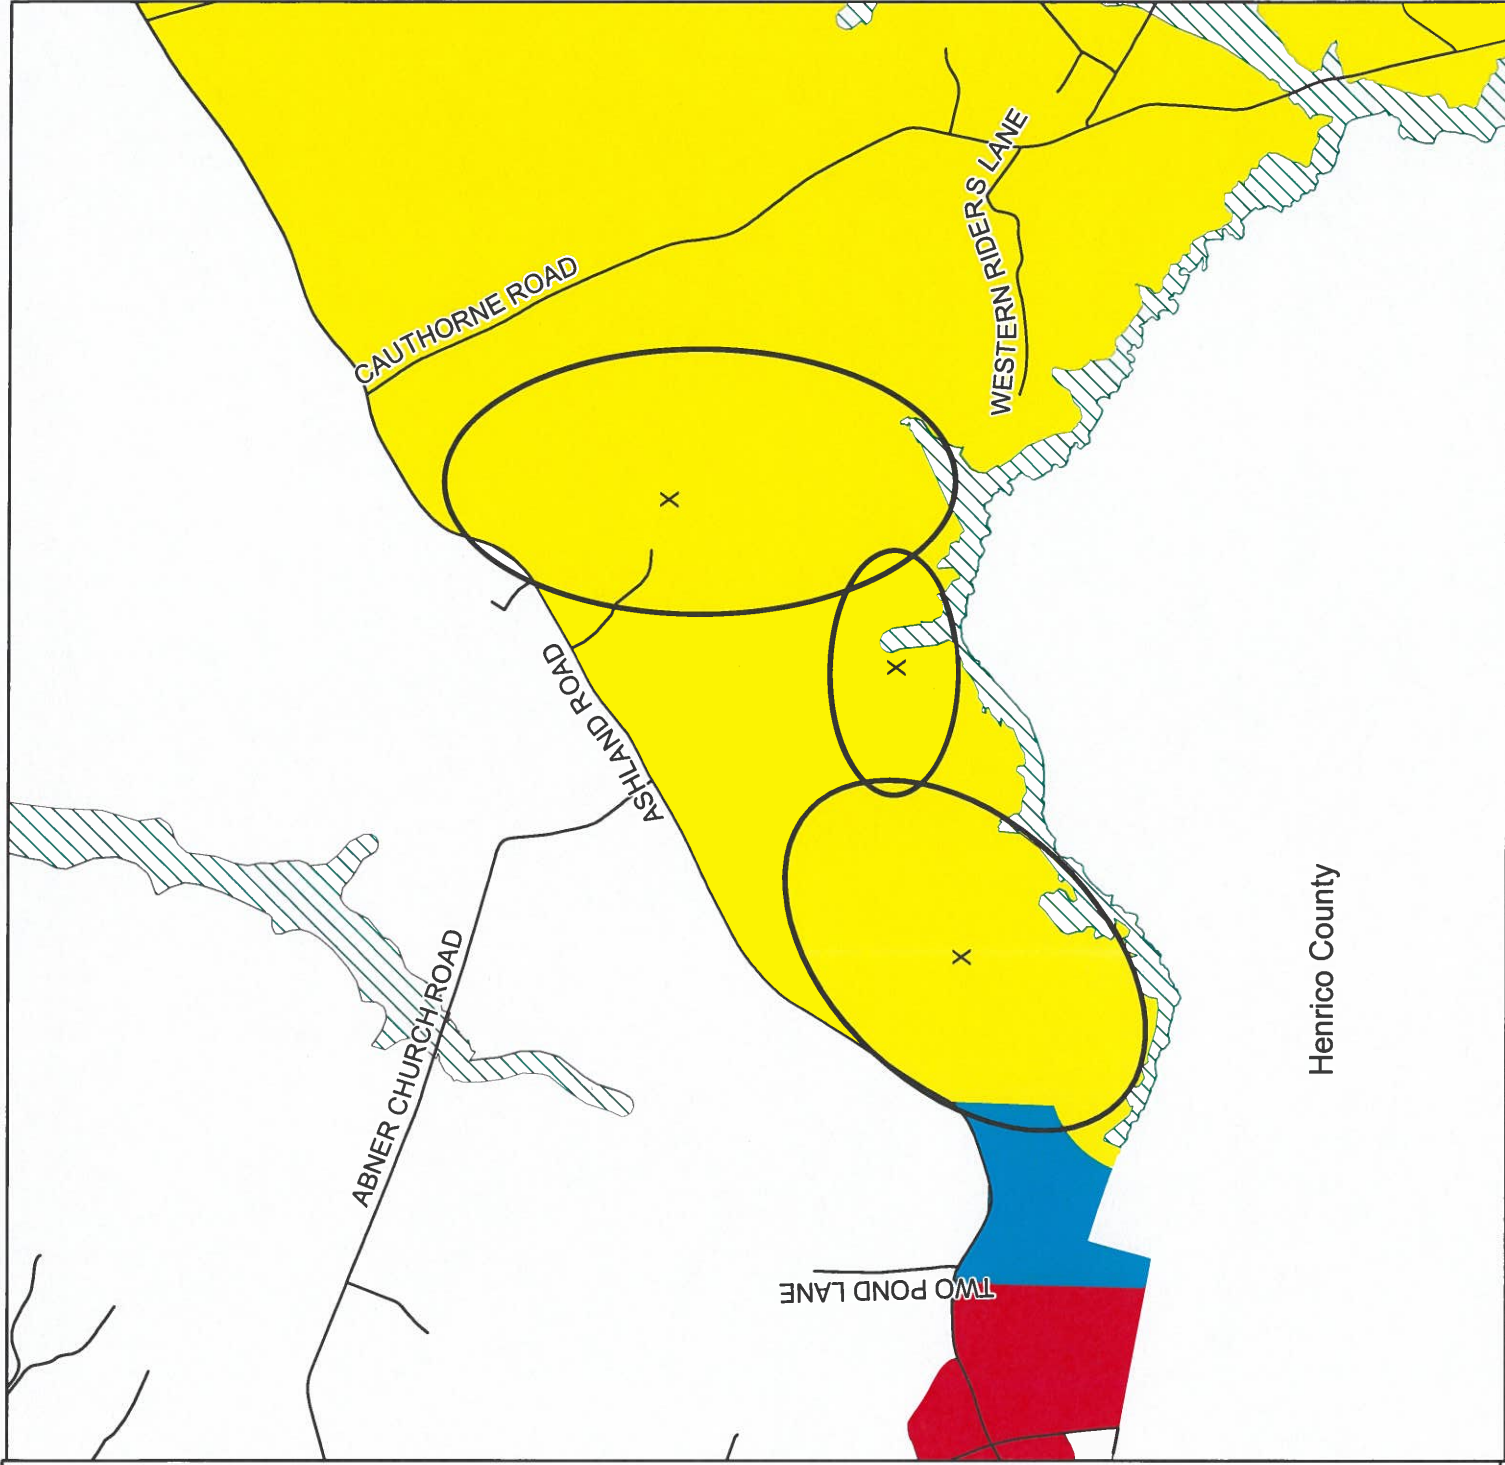 CAUTHORNE ROAD
WESTERN RIDERS LANE
X
ASHLAND ROAD
X
ABNER CHURCH ROAD
X
Henrico County
TWO POND LANE